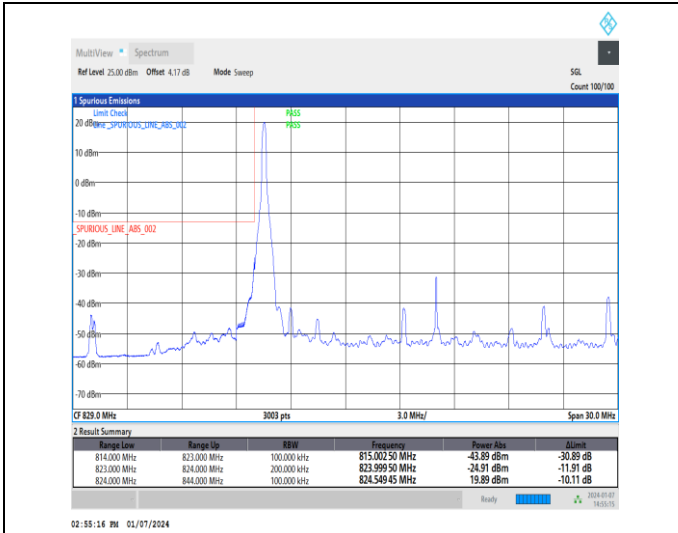 MultiView Spectrum
Ref Level 25.00 dBm Offset 4.17 dB Mode Sweep SGL
Count 100/100
1 Spurious Emissions
Limit Check PASS
Line _SPURIOUS_LINE_ABS_002 PASS
20 dBm
10 dBm
0 dBm
-10 dBm
_SPURIOUS_LINE_ABS_002
-20 dBm
-30 dBm
-40 dBm
-50 dBm
-60 dBm
-70 dBm
CF 829.0 MHz 3003 pts 3.0 MHz/ Span 30.0 MHz
2 Result Summary
Range Low Range Up RBW Frequency Power Abs ΔLimit
814.000 MHz 823.000 MHz 100.000 kHz 815.00250 MHz -43.89 dBm -30.89 dB
823.000 MHz 824.000 MHz 200.000 kHz 823.99950 MHz -24.91 dBm -11.91 dB
824.000 MHz 844.000 MHz 100.000 kHz 824.54945 MHz 19.89 dBm -10.11 dB
Ready 2024-01-07
14:55:15
02:55:16 PM 01/07/2024